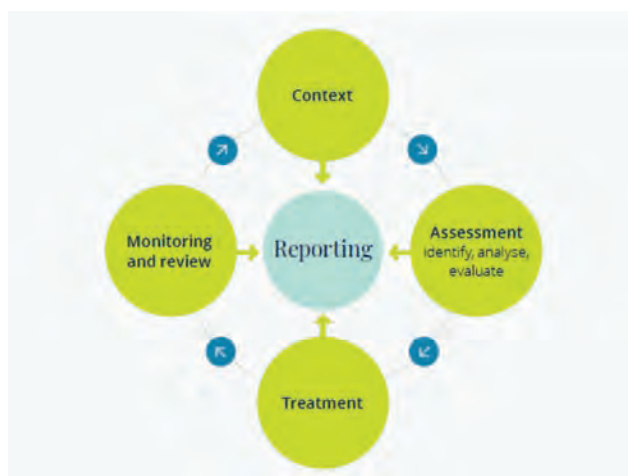 Context
Monitoring
and review
Reporting
Assessment
identify, analyse,
evaluate
Treatment